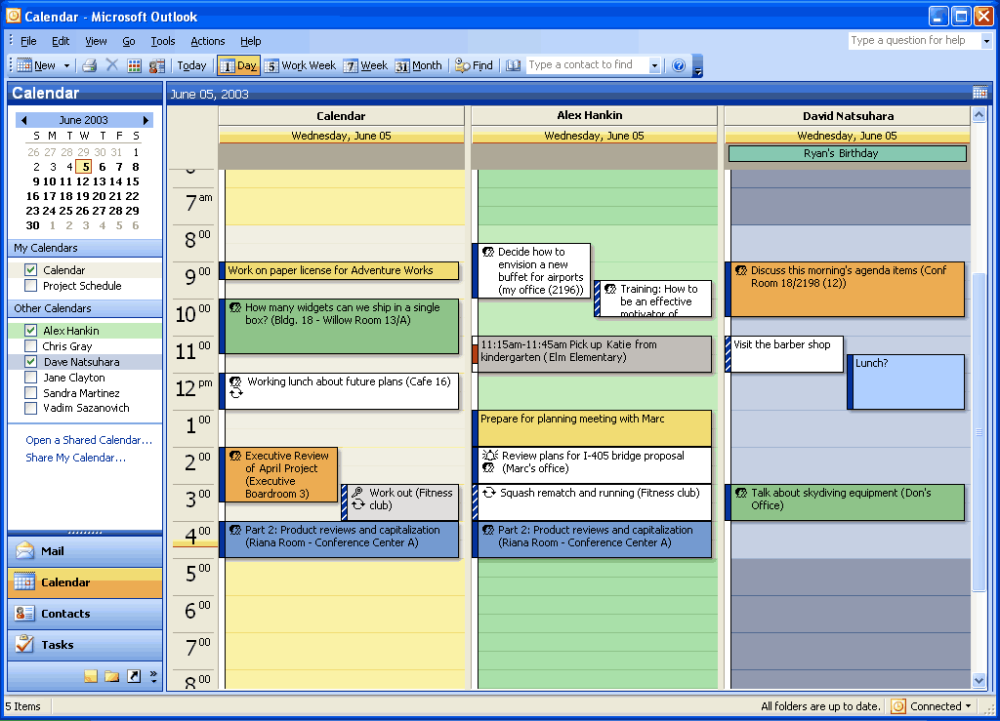 Calendar - Microsoft Outlook
File Edit View Go Tools Actions Help
Type a question for help
New Today 1 Day 5 Work Week 7 Week 31 Month Find Type a contact to find
Calendar
June 05, 2003
June 2003
S M T W T F S
26 27 28 29 30 31 1
2 3 4 5 6 7 8
9 10 11 12 13 14 15
16 17 18 19 20 21 22
23 24 25 26 27 28 29
30 1 2 3 4 5 6
My Calendars
Calendar
Project Schedule
Other Calendars
Alex Hankin
Chris Gray
Dave Natsuhara
Jane Clayton
Sandra Martinez
Vadim Sazanovich
Open a Shared Calendar...
Share My Calendar...
Mail
Calendar
Contacts
Tasks
7 am
8 00
9 00
10 00
11 00
12 pm
1 00
2 00
3 00
4 00
5 00
6 00
7 00
8 00
Calendar
Wednesday, June 05
Work on paper license for Adventure Works
How many widgets can we ship in a single
box? (Bldg. 18 - Willow Room 13/A)
Working lunch about future plans (Cafe 16)
Executive Review
of April Project
(Executive
Boardroom 3)
Work out (Fitness
club)
Part 2: Product reviews and capitalization
(Riana Room - Conference Center A)
Alex Hankin
Wednesday, June 05
Decide how to
envision a new
buffet for airports
(my office (2196))
Training: How to
be an effective
motivator of
11:15am-11:45am Pick up Katie from
kindergarten (Elm Elementary)
Prepare for planning meeting with Marc
Review plans for I-405 bridge proposal
(Marc's office)
Squash rematch and running (Fitness club)
Part 2: Product reviews and capitalization
(Riana Room - Conference Center A)
David Natsuhara
Wednesday, June 05
Ryan's Birthday
Discuss this morning's agenda items (Conf
Room 18/2198 (12))
Visit the barber shop
Lunch?
Talk about skydiving equipment (Don's
Office)
5 Items
All folders are up to date. Connected